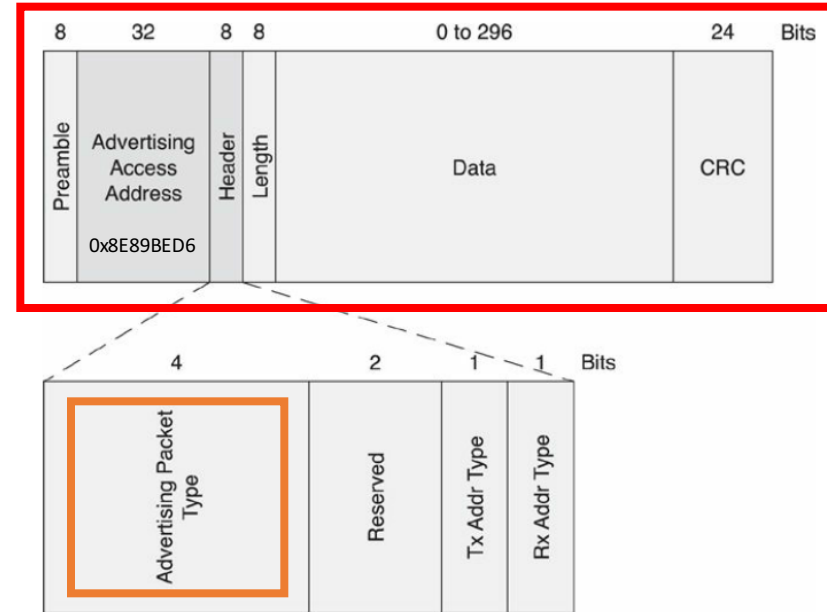 8 32 8 8 0 to 296 24 Bits
Preamble
Advertising
Access
Address
0x8E89BED6
Header
Length
Data
CRC
4 2 1 1 Bits
Advertising Packet
Type
Reserved
Tx Addr Type
Rx Addr Type